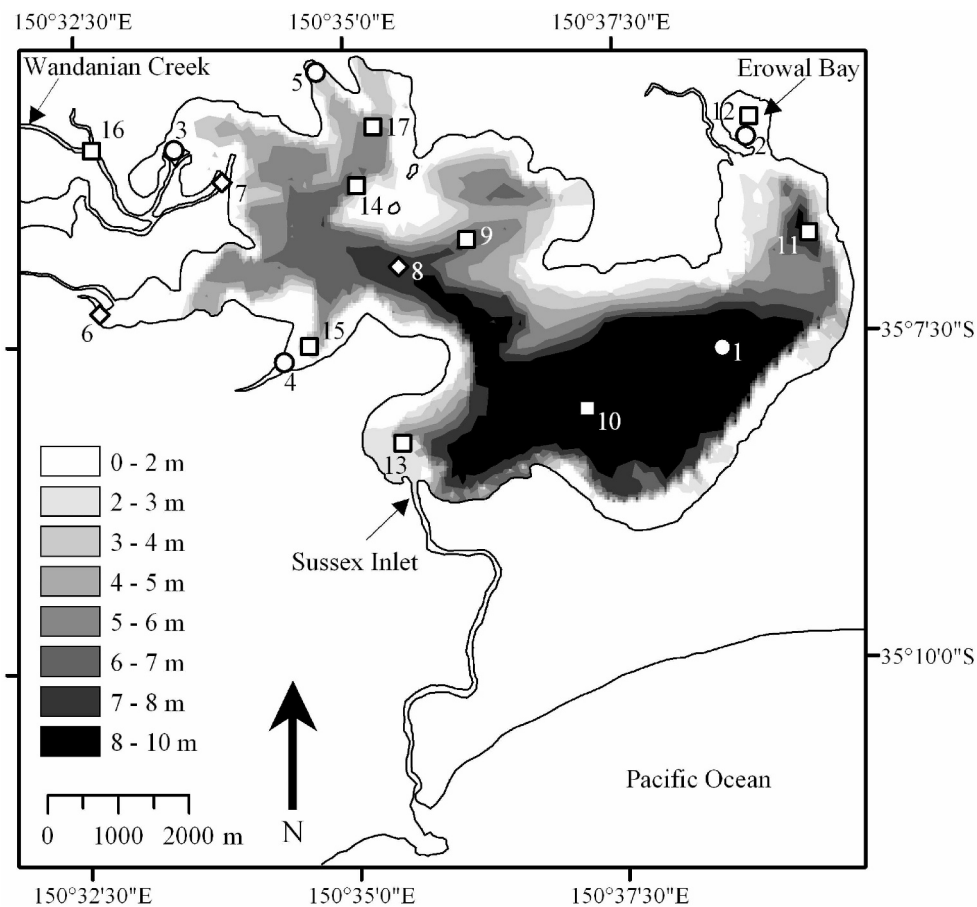 150°32'30"E 150°35'0"E 150°37'30"E
Wandanian Creek
Erowal Bay
5
12
16 3 17
2
7
14
9
11
8
6
15
35°7'30"S
1
4
10
13
0 - 2 m
2 - 3 m
3 - 4 m
4 - 5 m
5 - 6 m
6 - 7 m
7 - 8 m
8 - 10 m
Sussex Inlet
35°10'0"S
Pacific Ocean
0 1000 2000 m
N
150°32'30"E 150°35'0"E 150°37'30"E